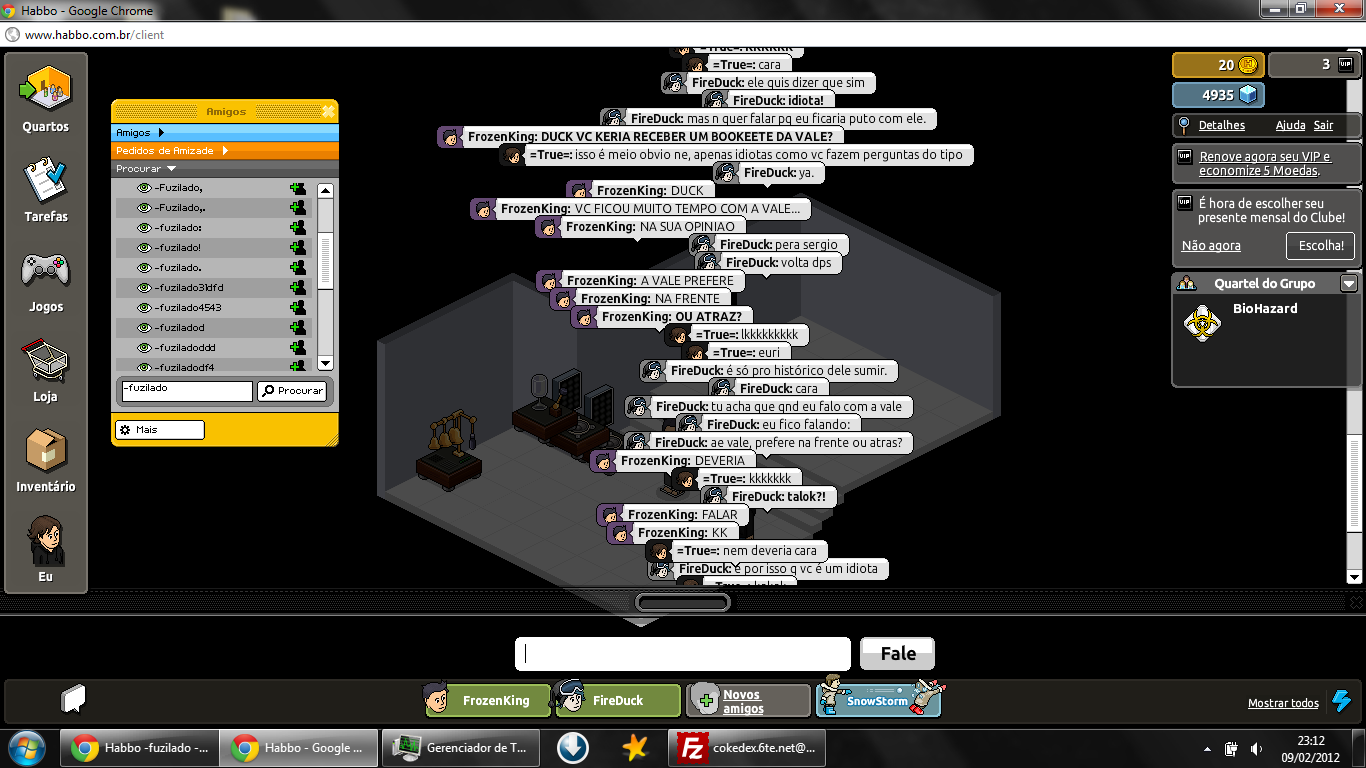 Habbo - Google Chrome
www.habbo.com.br/client
Quartos
Tarefas
Jogos
Loja
Inventário
Eu
Amigos
Amigos
Pedidos de Amizade
Procurar
-Fuzilado,
-Fuzilado,.
-fuzilado:
-fuzilado!
-fuzilado.
-fuzilado31dfd
-fuzilado4543
-fuziladod
-fuziladoddd
-fuziladodf4
-fuzilado
Procurar
Mais
=True=: kkkkkkk
=True=: cara
FireDuck: ele quis dizer que sim
FireDuck: idiota!
FireDuck: mas n quer falar pq eu ficaria puto com ele.
FrozenKing: DUCK VC KERIA RECEBER UM BOOKEETE DA VALE?
=True=: isso é meio obvio ne, apenas idiotas como vc fazem perguntas do tipo
FireDuck: ya.
FrozenKing: DUCK
FrozenKing: VC FICOU MUITO TEMPO COM A VALE...
FrozenKing: NA SUA OPINIAO
FireDuck: pera sergio
FireDuck: volta dps
FrozenKing: A VALE PREFERE
FrozenKing: NA FRENTE
FrozenKing: OU ATRAZ?
=True=: lkkkkkkkkk
=True=: euri
FireDuck: é só pro histórico dele sumir.
FireDuck: cara
FireDuck: tu acha que qnd eu falo com a vale
FireDuck: eu fico falando:
FireDuck: ae vale, prefere na frente ou atras?
FrozenKing: DEVERIA
=True=: kkkkkkk
FireDuck: talok?!
FrozenKing: FALAR
FrozenKing: KK
=True=: nem deveria cara
FireDuck: é por isso q vc é um idiota
20
3
VIP
4935
Detalhes
Ajuda
Sair
VIP
Renove agora seu VIP e
economize 5 Moedas.
VIP
É hora de escolher seu
presente mensal do Clube!
Não agora
Escolha!
Quartel do Grupo
BioHazard
Fale
FrozenKing
FireDuck
Novos
amigos
SnowStorm
Mostrar todos
Habbo -fuzilado -...
Habbo - Google ...
Gerenciador de T...
Fz
cokedex.6te.net@...
23:12
09/02/2012